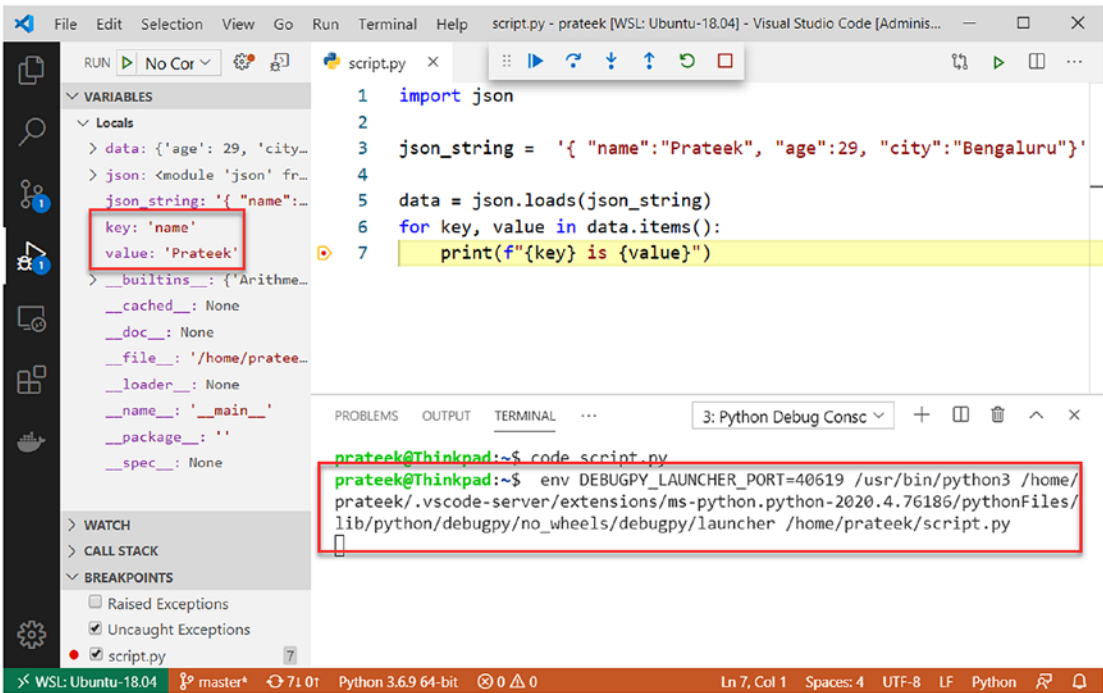 File Edit Selection View Go Run Terminal Help script.py - prateek [WSL: Ubuntu-18.04] - Visual Studio Code [Adminis...
RUN No Cor
script.py
VARIABLES
Locals
data: {'age': 29, 'city…
json: <module 'json' fr…
json_string: '{ "name":…
key: 'name'
value: 'Prateek'
__builtins__: {'Arithme…
__cached__: None
__doc__: None
__file__: '/home/pratee…
__loader__: None
__name__: '__main__'
__package__: ''
__spec__: None
WATCH
CALL STACK
BREAKPOINTS
Raised Exceptions
Uncaught Exceptions
script.py 7
1 import json
2
3 json_string = '{ "name":"Prateek", "age":29, "city":"Bengaluru"}'
4
5 data = json.loads(json_string)
6 for key, value in data.items():
7 print(f"{key} is {value}")
PROBLEMS OUTPUT TERMINAL ... 3: Python Debug Consc
prateek@Thinkpad:~$ code script.py
prateek@Thinkpad:~$ env DEBUGPY_LAUNCHER_PORT=40619 /usr/bin/python3 /home/
prateek/.vscode-server/extensions/ms-python.python-2020.4.76186/pythonFiles/
lib/python/debugpy/no_wheels/debugpy/launcher /home/prateek/script.py
1
1
WSL: Ubuntu-18.04 master* 7↓ 0↑ Python 3.6.9 64-bit 0 0 Ln 7, Col 1 Spaces: 4 UTF-8 LF Python